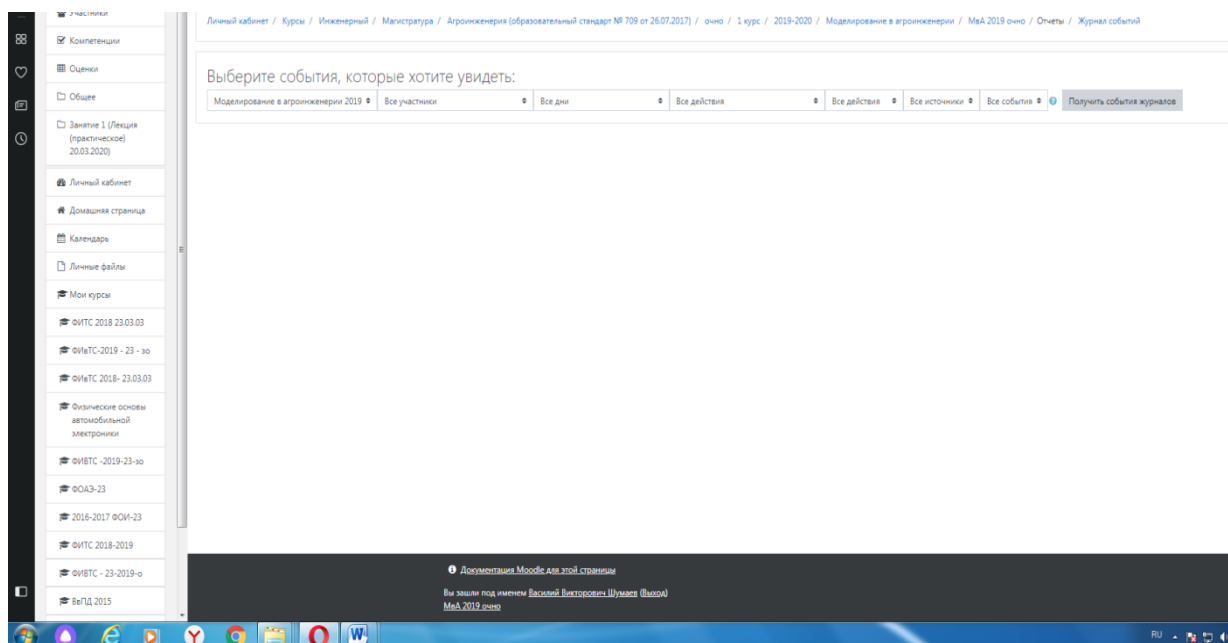 Участники
Компетенции
Оценки
Общее
Занятие 1 (Лекция
(практическое)
20.03.2020)
Личный кабинет
Домашняя страница
Календарь
Личные файлы
Мои курсы
ФИТС 2018 23.03.03
ФИвТС-2019 - 23 - зо
ФИвТС 2018- 23.03.03
Физические основы
автомобильной
электроники
ФИВТС -2019-23-зо
ФОАЭ-23
2016-2017 ФОИ-23
ФИТС 2018-2019
ФИВТС - 23-2019-о
ВвПД 2015
Личный кабинет / Курсы / Инженерный / Магистратура / Агроинженерия (образовательный стандарт № 709 от 26.07.2017) / очно / 1 курс / 2019-2020 / Моделирование в агроинженерии / МвА 2019 очно / Отчеты / Журнал событий
Выберите события, которые хотите увидеть:
Моделирование в агроинженерии 2019 Все участники Все дни Все действия Все действия Все источники Все события Получить события журналов
Документация Moodle для этой страницы
Вы зашли под именем Василий Викторович Шумаев (Выход)
МвА 2019 очно
RU